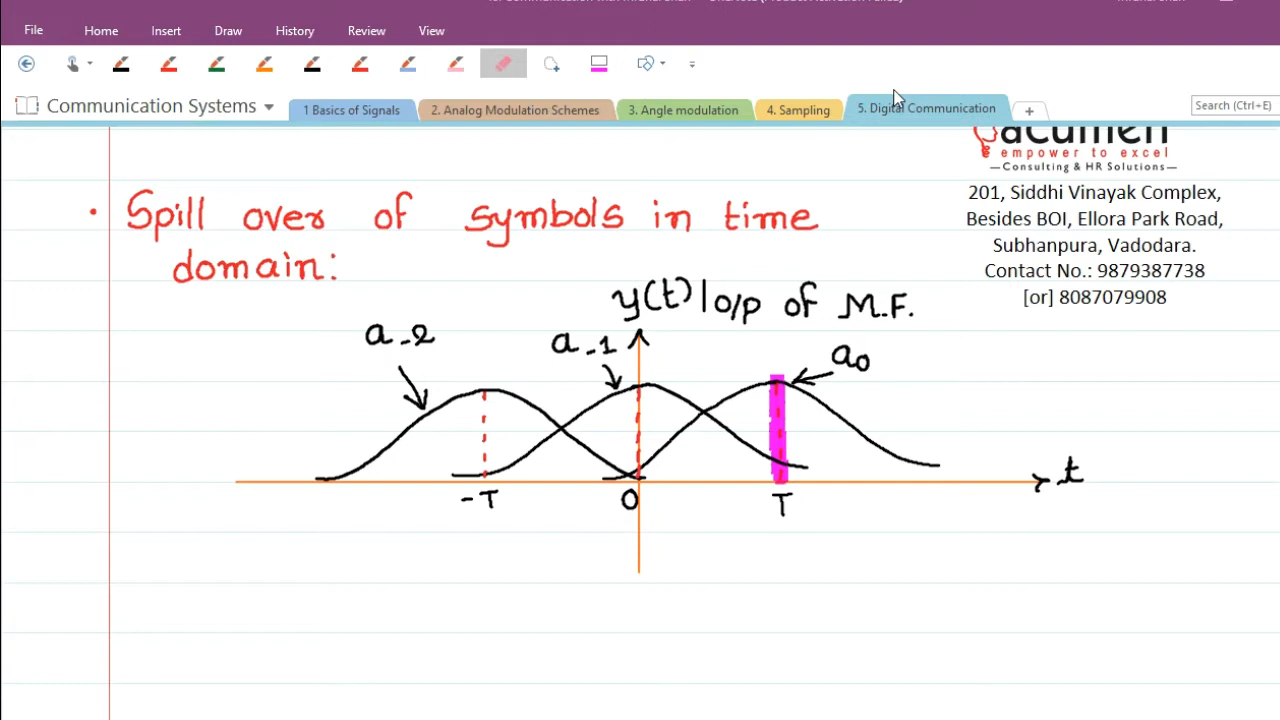 File Home Insert Draw History Review View
Communication Systems
1 Basics of Signals
2. Analog Modulation Schemes
3. Angle modulation
4. Sampling
5. Digital Communication
Search (Ctrl+E)
acumen
empower to excel
—Consulting & HR Solutions—
201, Siddhi Vinayak Complex,
Besides BOI, Ellora Park Road,
Subhanpura, Vadodara.
Contact No.: 9879387738
[or] 8087079908
• Spill over of symbols in time
domain:
y(t)|o/p of M.F.
a-2
a-1
a0
t
-T
0
T